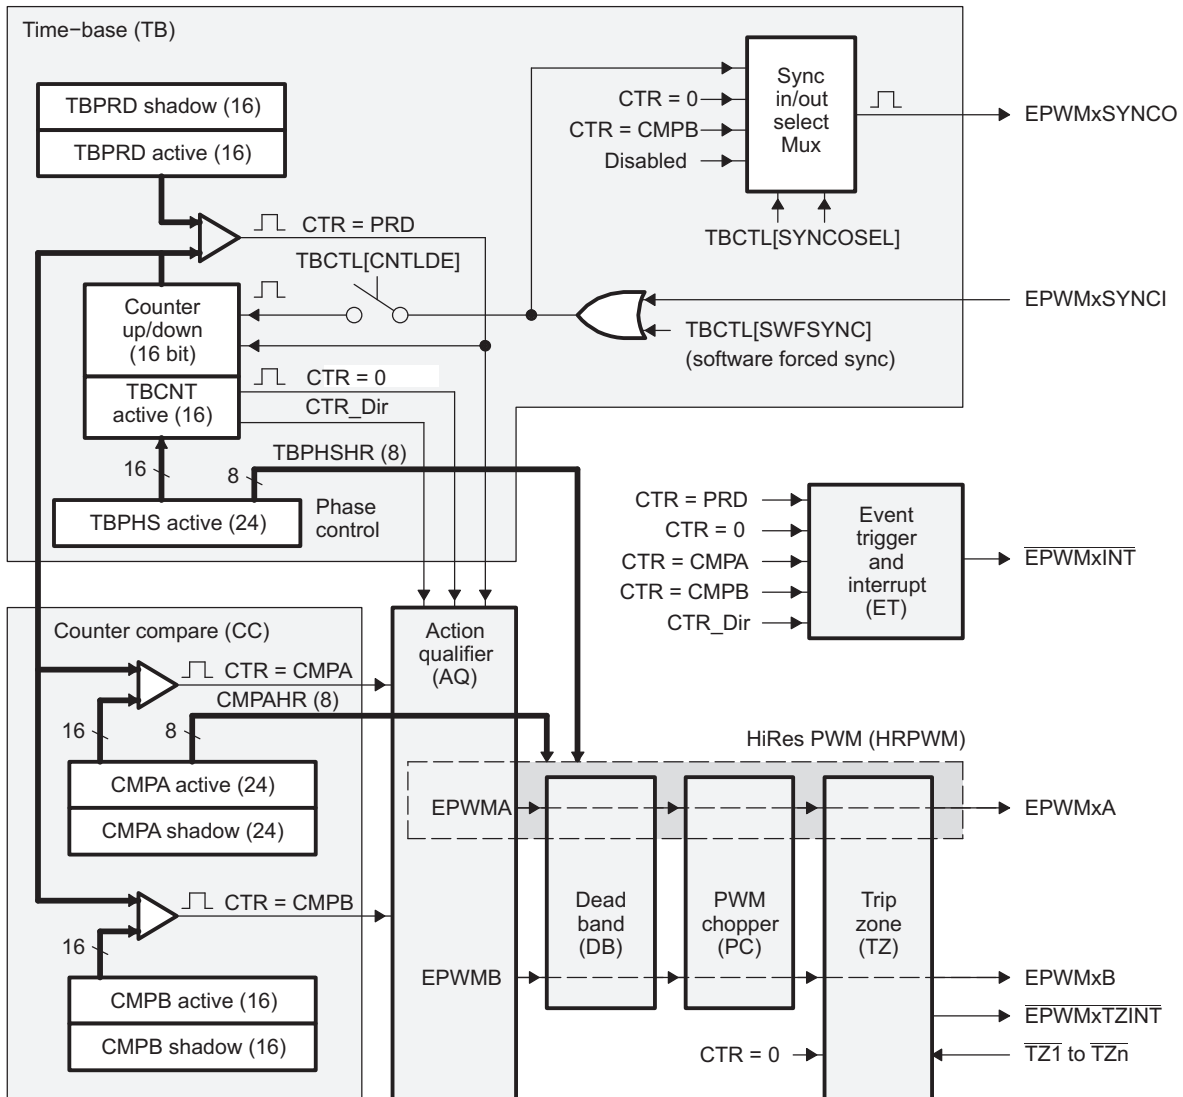 Time−base (TB)
TBPRD shadow (16)
TBPRD active (16)
CTR = PRD
TBCTL[CNTLDE]
Counter
up/down
(16 bit)
TBCNT
active (16)
CTR = 0
CTR_Dir
16
8
TBPHSHR (8)
TBPHS active (24)
Phase
control
CTR = 0
CTR = CMPB
Disabled
Sync
in/out
select
Mux
TBCTL[SYNCOSEL]
EPWMxSYNCO
EPWMxSYNCI
TBCTL[SWFSYNC]
(software forced sync)
CTR = PRD
CTR = 0
CTR = CMPA
CTR = CMPB
CTR_Dir
Event
trigger
and
interrupt
(ET)
EPWMxINT
Counter compare (CC)
CTR = CMPA
CMPAHR (8)
16
8
CMPA active (24)
CMPA shadow (24)
CTR = CMPB
16
CMPB active (16)
CMPB shadow (16)
Action
qualifier
(AQ)
HiRes PWM (HRPWM)
EPWMA
EPWMB
Dead
band
(DB)
PWM
chopper
(PC)
Trip
zone
(TZ)
CTR = 0
EPWMxA
EPWMxB
EPWMxTZINT
TZ1 to TZn